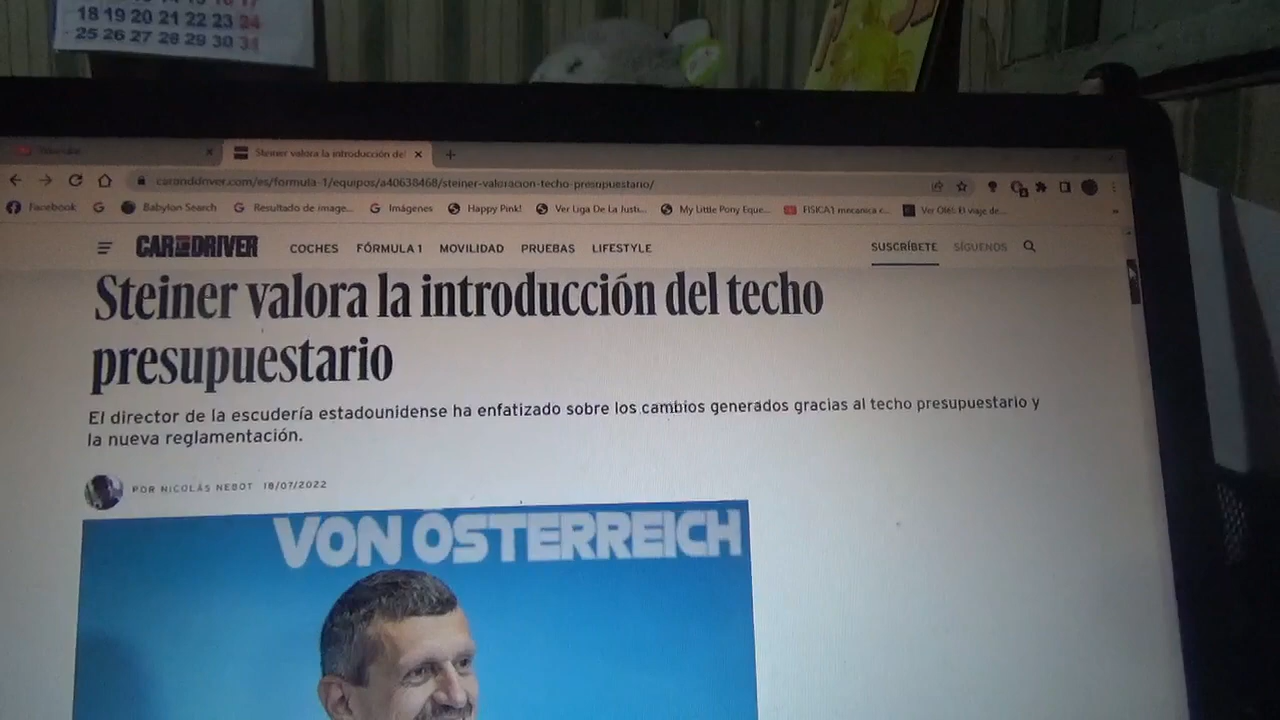 18 19 20 21 22 23 24
25 26 27 28 29 30 31
Steiner valora la introducción del
caranddriver.com/es/formula-1/equipos/a40638468/steiner-valoracion-techo-presupuestario/
Facebook Babylon Search Resultado de image... Imágenes Happy Pink! Ver Liga De La Justi... My Little Pony Eque... FISICA1 mecanica c... Ver Olés El viaje de...
CAR AND DRIVER COCHES FÓRMULA 1 MOVILIDAD PRUEBAS LIFESTYLE SUSCRÍBETE SÍGUENOS
Steiner valora la introducción del techo
presupuestario
El director de la escudería estadounidense ha enfatizado sobre los cambios generados gracias al techo presupuestario y
la nueva reglamentación.
POR NICOLÁS NEBOT 18/07/2022
VON ÖSTERREICH